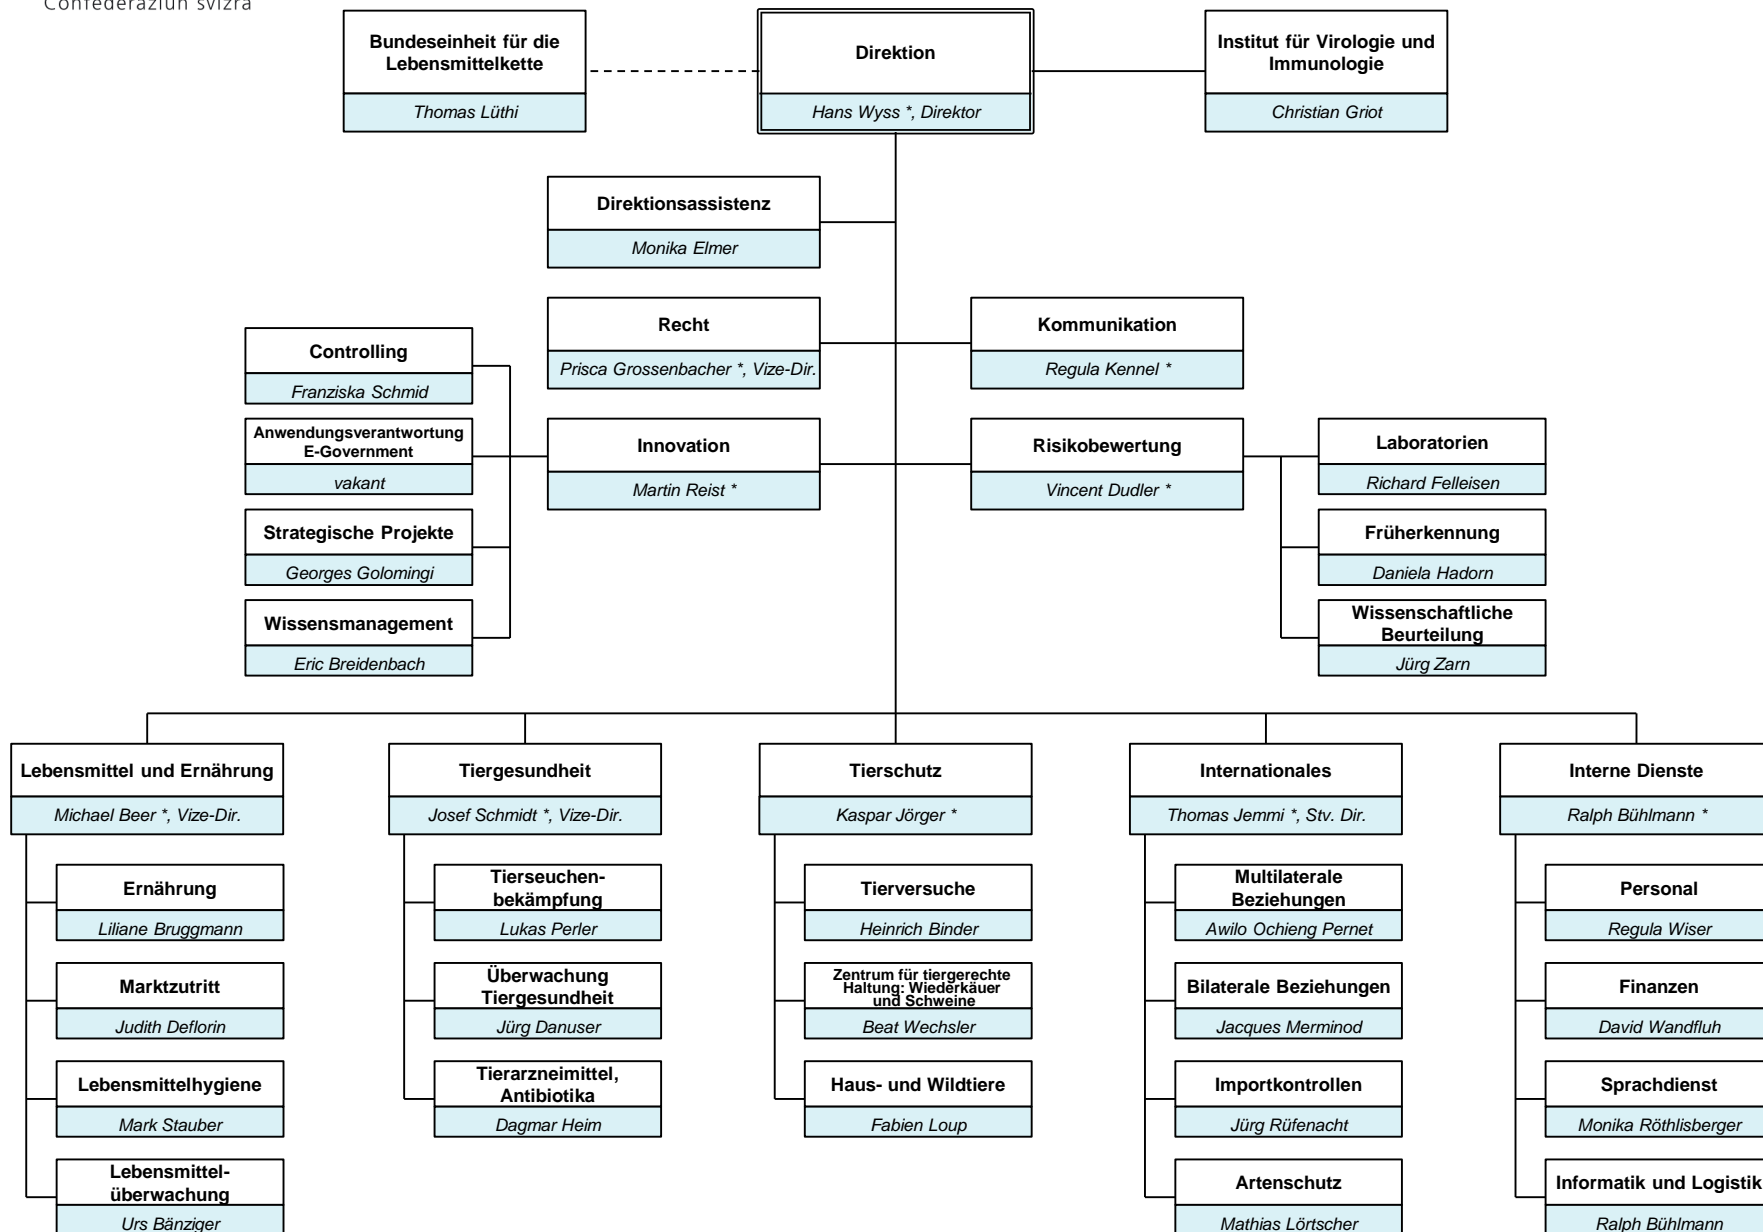 Confederaziun svizra
Bundeseinheit für die
Lebensmittelkette
Thomas Lüthi
Direktion
Hans Wyss *, Direktor
Institut für Virologie und
Immunologie
Christian Griot
Direktionsassistenz
Monika Elmer
Recht
Prisca Grossenbacher *, Vize-Dir.
Kommunikation
Regula Kennel *
Controlling
Franziska Schmid
Anwendungsverantwortung
E-Government
vakant
Strategische Projekte
Georges Golomingi
Wissensmanagement
Eric Breidenbach
Innovation
Martin Reist *
Risikobewertung
Vincent Dudler *
Laboratorien
Richard Felleisen
Früherkennung
Daniela Hadorn
Wissenschaftliche
Beurteilung
Jürg Zarn
Lebensmittel und Ernährung
Michael Beer *, Vize-Dir.
Ernährung
Liliane Bruggmann
Marktzutritt
Judith Deflorin
Lebensmittelhygiene
Mark Stauber
Lebensmittel-
überwachung
Urs Bänziger
Tiergesundheit
Josef Schmidt *, Vize-Dir.
Tierseuchen-
bekämpfung
Lukas Perler
Überwachung
Tiergesundheit
Jürg Danuser
Tierarzneimittel,
Antibiotika
Dagmar Heim
Tierschutz
Kaspar Jörger *
Tierversuche
Heinrich Binder
Zentrum für tiergerechte
Haltung: Wiederkäuer
und Schweine
Beat Wechsler
Haus- und Wildtiere
Fabien Loup
Internationales
Thomas Jemmi *, Stv. Dir.
Multilaterale
Beziehungen
Awilo Ochieng Pernet
Bilaterale Beziehungen
Jacques Merminod
Importkontrollen
Jürg Rüfenacht
Artenschutz
Mathias Lörtscher
Interne Dienste
Ralph Bühlmann *
Personal
Regula Wiser
Finanzen
David Wandfluh
Sprachdienst
Monika Röthlisberger
Informatik und Logistik
Ralph Bühlmann